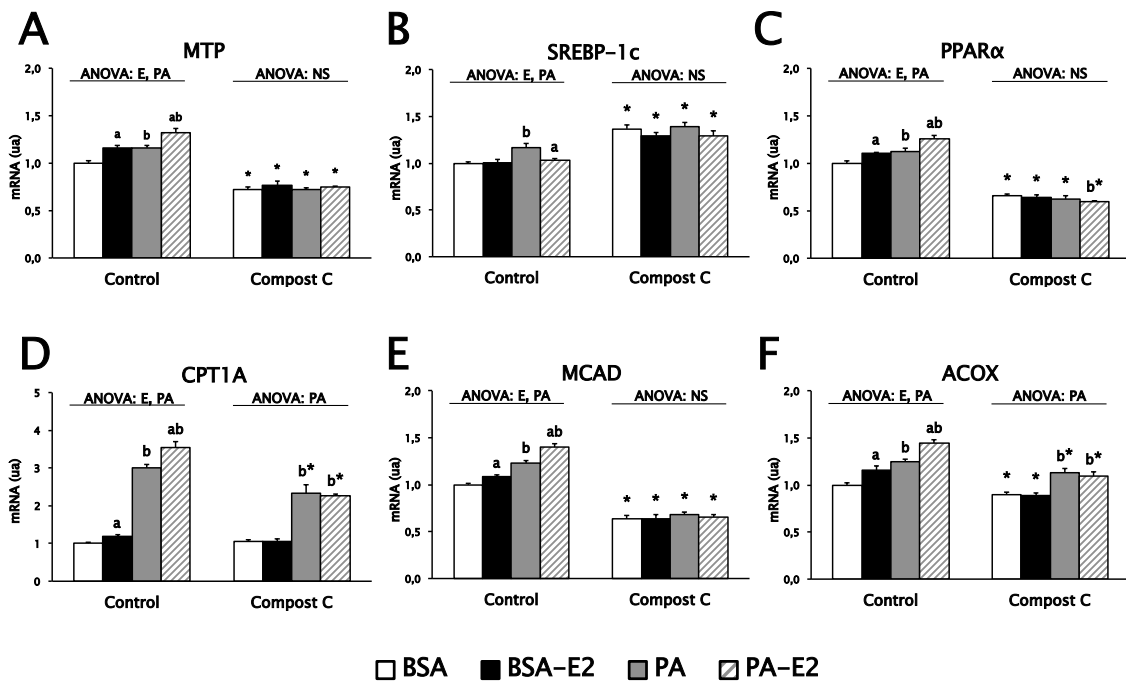 A
MTP
ANOVA: E, PA
ANOVA: NS
2,0
1,5
1,0
0,5
0,0
mRNA (ua)
a
b
ab
*
*
*
*
Control
Compost C
B
SREBP-1c
ANOVA: E, PA
ANOVA: NS
2,0
1,5
1,0
0,5
0,0
mRNA (ua)
b
a
*
*
*
*
Control
Compost C
C
PPARα
ANOVA: E, PA
ANOVA: NS
2,0
1,5
1,0
0,5
0,0
mRNA (ua)
a
b
ab
*
*
*
b*
Control
Compost C
D
CPT1A
ANOVA: E, PA
ANOVA: PA
5
4
3
2
1
0
mRNA (ua)
a
b
ab
b*
b*
Control
Compost C
E
MCAD
ANOVA: E, PA
ANOVA: NS
2,0
1,5
1,0
0,5
0,0
mRNA (ua)
a
b
ab
*
*
*
*
Control
Compost C
F
ACOX
ANOVA: E, PA
ANOVA: PA
2,0
1,5
1,0
0,5
0,0
mRNA (ua)
a
b
ab
*
*
b*
b*
Control
Compost C
BSA
BSA-E2
PA
PA-E2